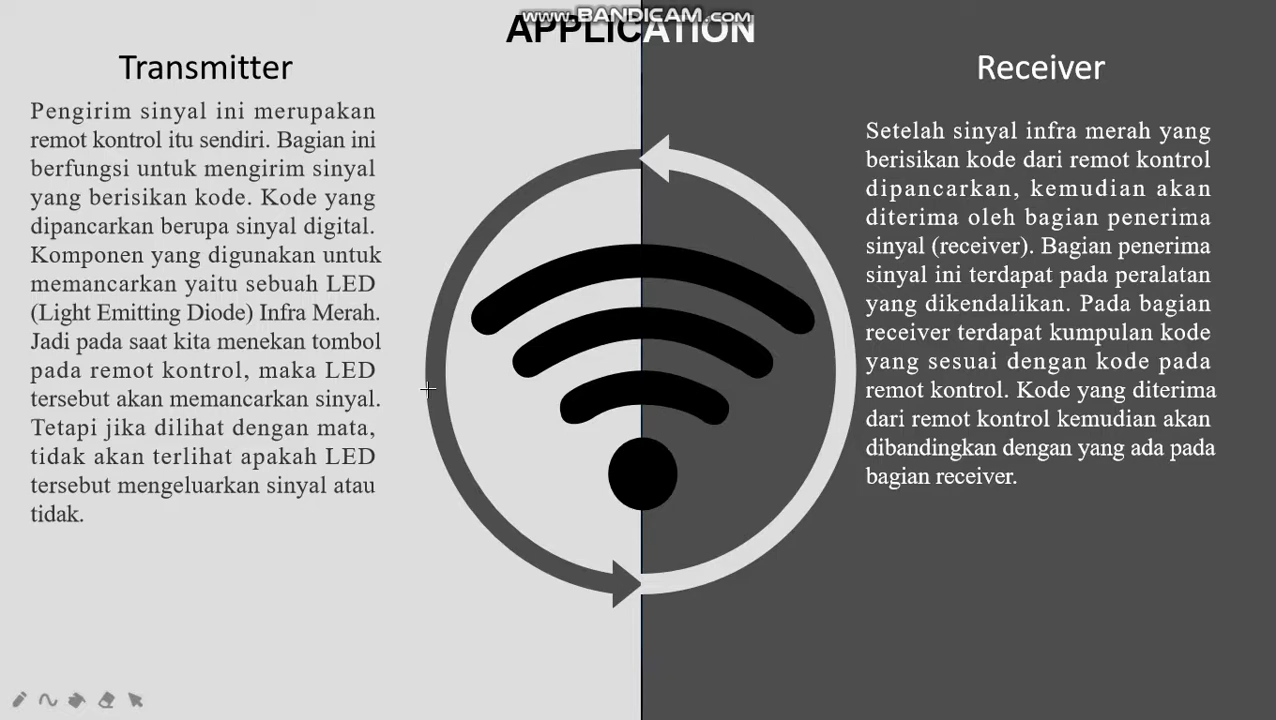 www.BANDICAM.com
APPLICATION
Transmitter
Pengirim sinyal ini merupakan
remot kontrol itu sendiri. Bagian ini
berfungsi untuk mengirim sinyal
yang berisikan kode. Kode yang
dipancarkan berupa sinyal digital.
Komponen yang digunakan untuk
memancarkan yaitu sebuah LED
(Light Emitting Diode) Infra Merah.
Jadi pada saat kita menekan tombol
pada remot kontrol, maka LED
tersebut akan memancarkan sinyal.
Tetapi jika dilihat dengan mata,
tidak akan terlihat apakah LED
tersebut mengeluarkan sinyal atau
tidak.
Receiver
Setelah sinyal infra merah yang
berisikan kode dari remot kontrol
dipancarkan, kemudian akan
diterima oleh bagian penerima
sinyal (receiver). Bagian penerima
sinyal ini terdapat pada peralatan
yang dikendalikan. Pada bagian
receiver terdapat kumpulan kode
yang sesuai dengan kode pada
remot kontrol. Kode yang diterima
dari remot kontrol kemudian akan
dibandingkan dengan yang ada pada
bagian receiver.